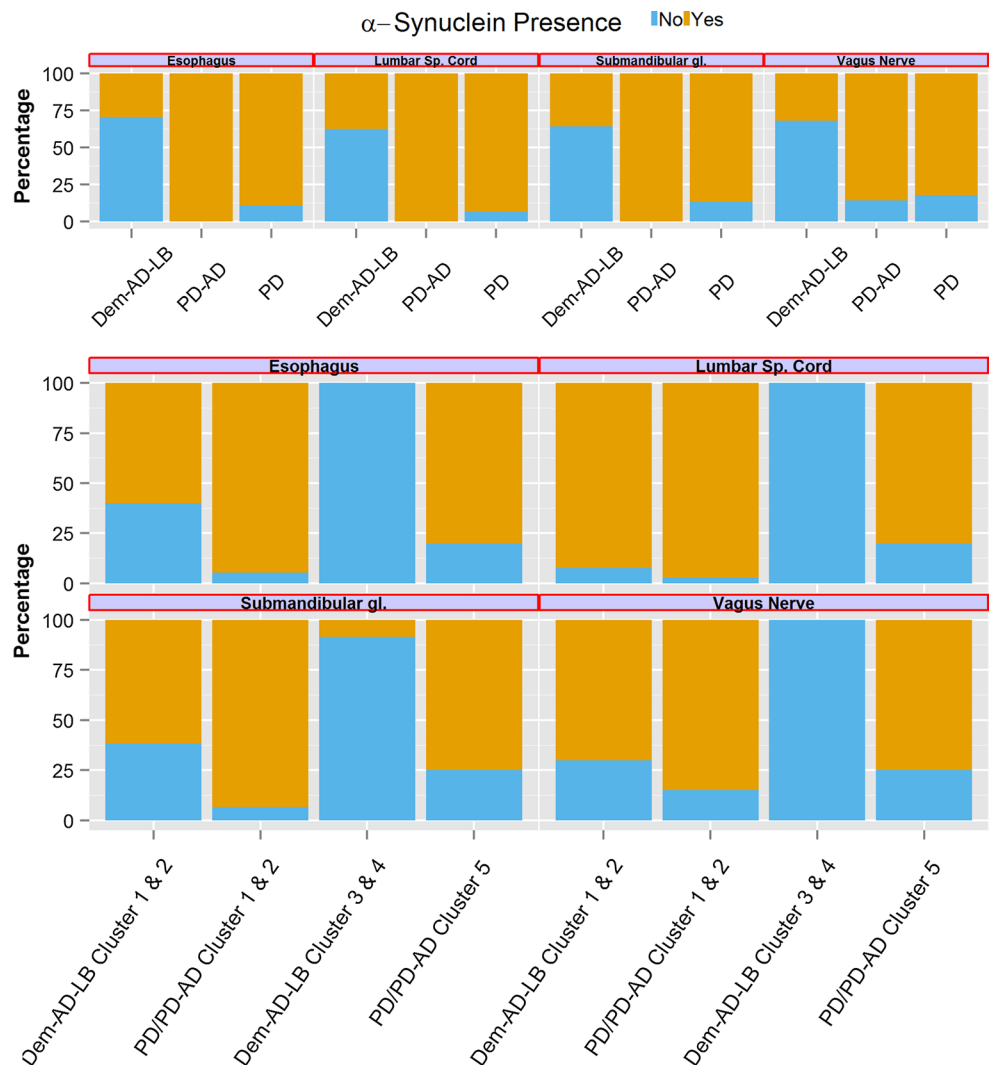 α−Synuclein Presence No Yes
Esophagus Lumbar Sp. Cord Submandibular gl. Vagus Nerve
Percentage
100
75
50
25
0
Dem-AD-LB PD-AD PD Dem-AD-LB PD-AD PD Dem-AD-LB PD-AD PD Dem-AD-LB PD-AD PD
Esophagus Lumbar Sp. Cord
Percentage
100
75
50
25
0
Submandibular gl. Vagus Nerve
100
75
50
25
0
Dem-AD-LB Cluster 1 & 2
PD/PD-AD Cluster 1 & 2
Dem-AD-LB Cluster 3 & 4
PD/PD-AD Cluster 5
Dem-AD-LB Cluster 1 & 2
PD/PD-AD Cluster 1 & 2
Dem-AD-LB Cluster 3 & 4
PD/PD-AD Cluster 5